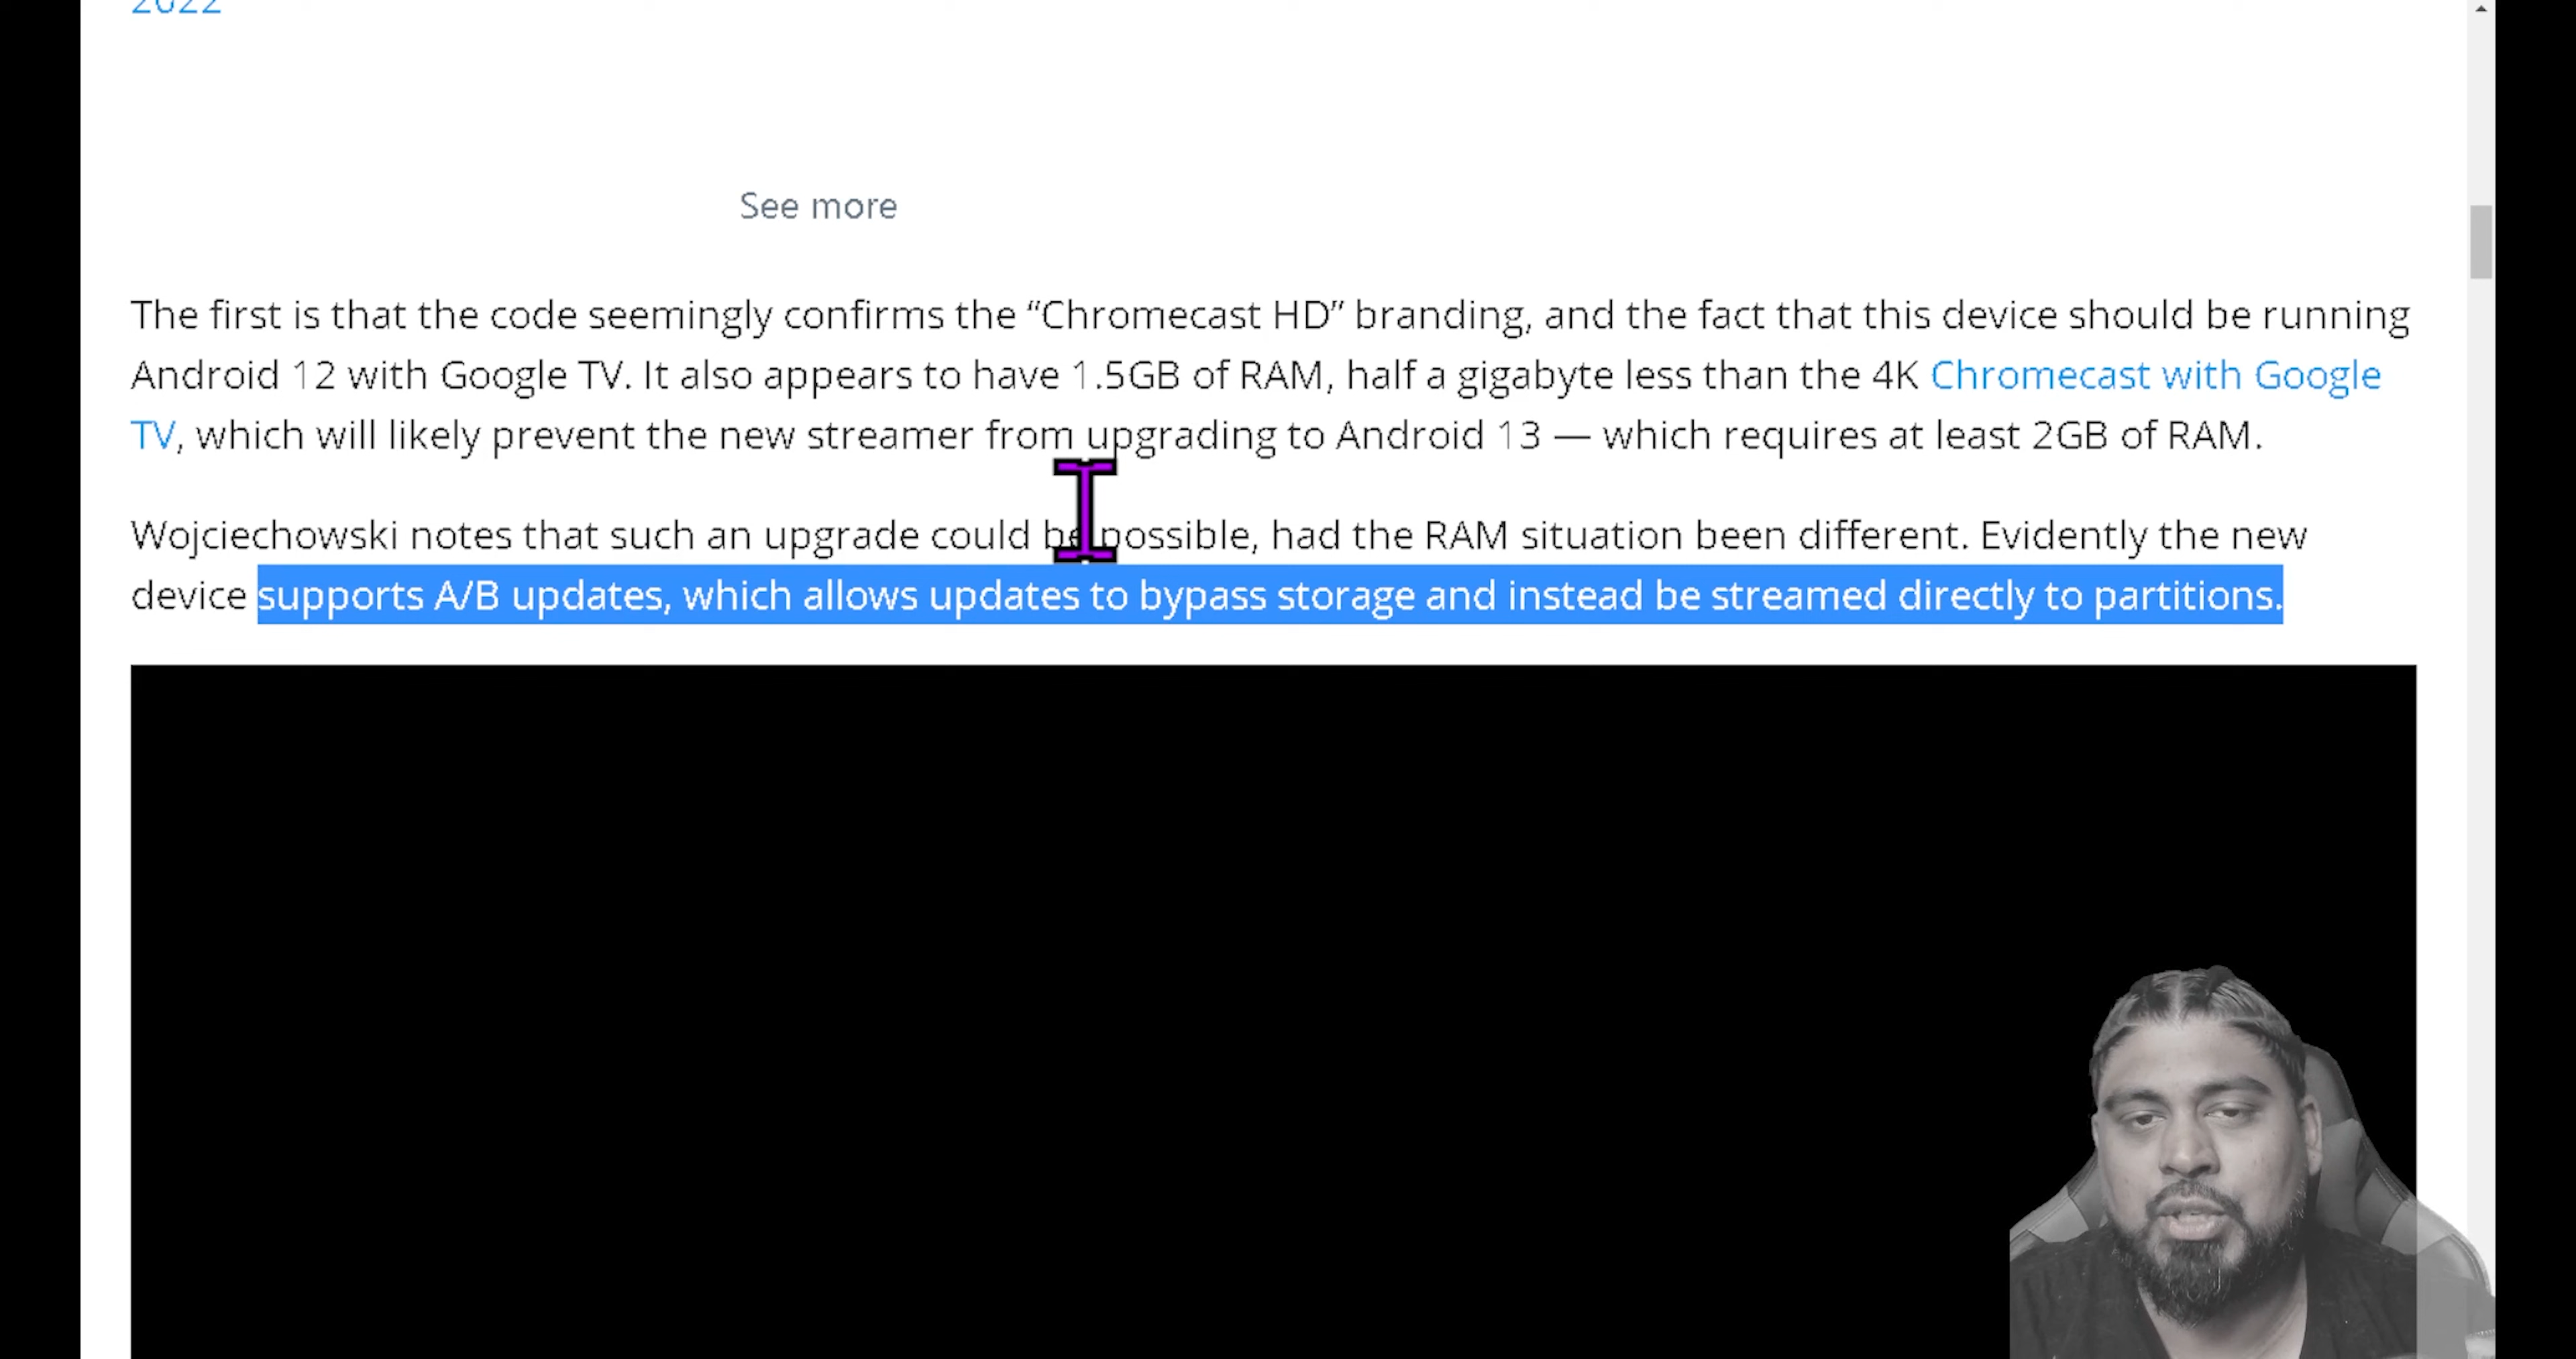 2022
See more
The first is that the code seemingly confirms the “Chromecast HD” branding, and the fact that this device should be running
Android 12 with Google TV. It also appears to have 1.5GB of RAM, half a gigabyte less than the 4K Chromecast with Google
TV, which will likely prevent the new streamer from upgrading to Android 13 — which requires at least 2GB of RAM.
Wojciechowski notes that such an upgrade could be possible, had the RAM situation been different. Evidently the new
device supports A/B updates, which allows updates to bypass storage and instead be streamed directly to partitions.